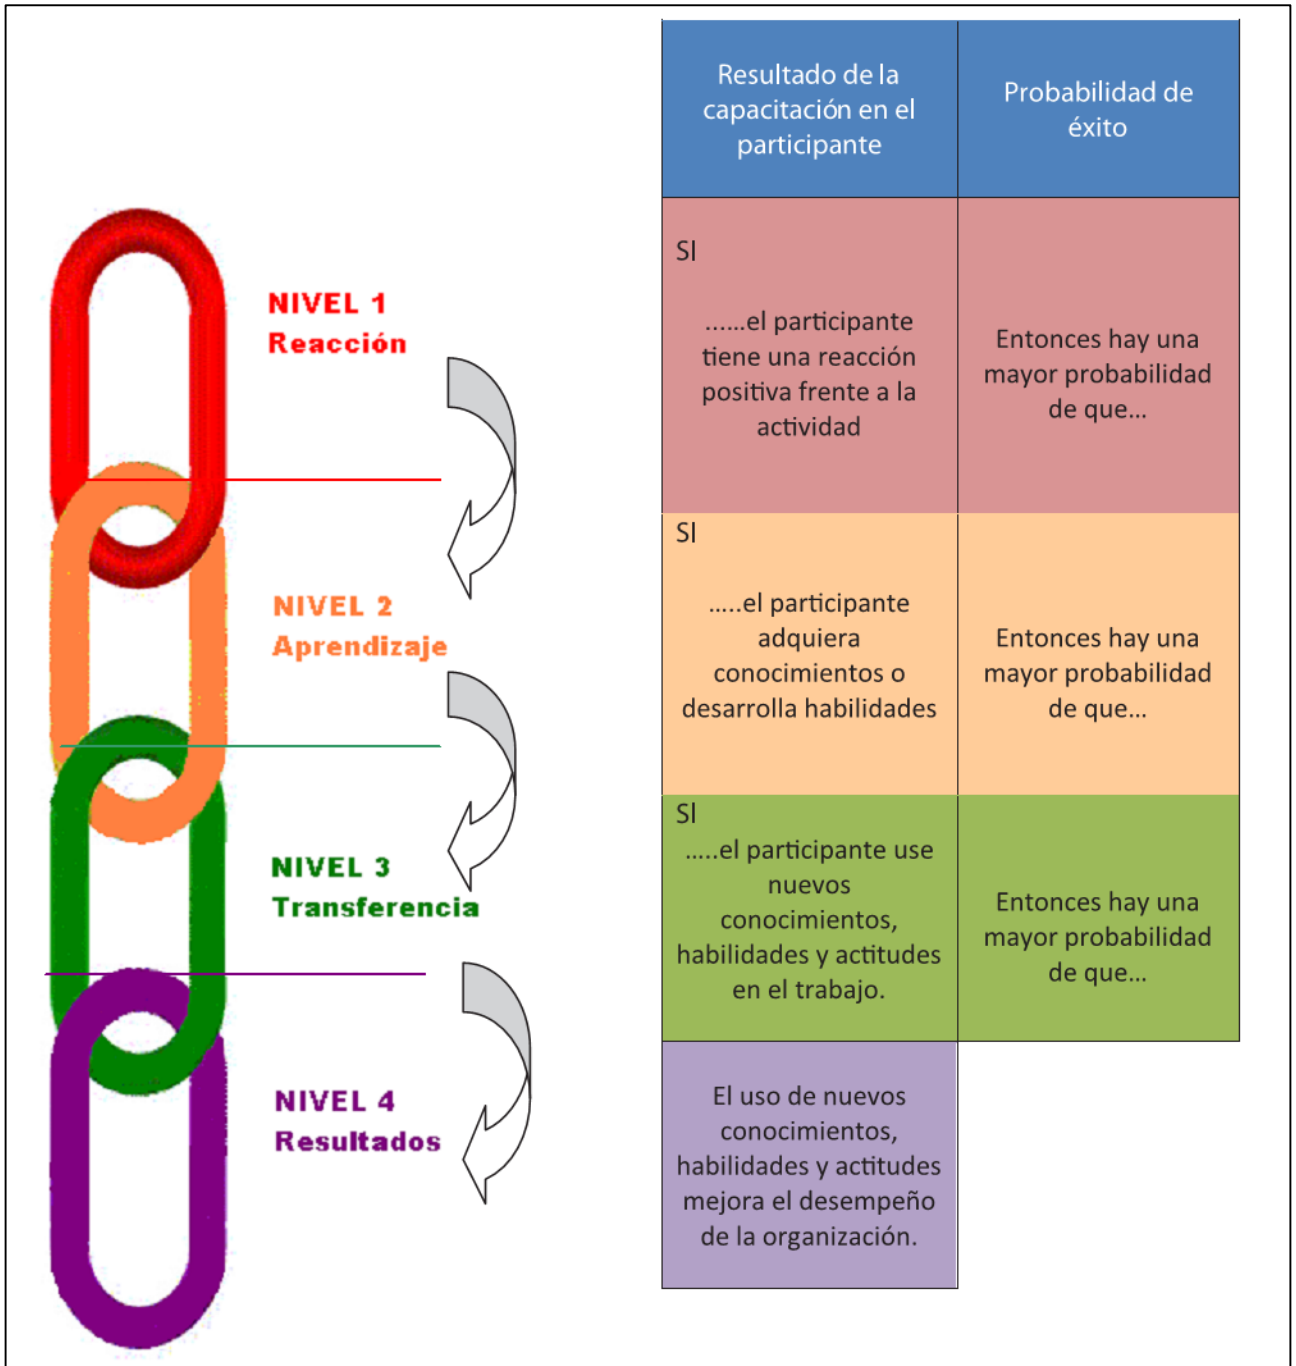 Resultado de la
capacitación en el
participante
Probabilidad de
éxito
NIVEL 1
Reacción
SI
......el participante
tiene una reacción
positiva frente a la
actividad
Entonces hay una
mayor probabilidad
de que...
NIVEL 2
Aprendizaje
SI
.....el participante
adquiera
conocimientos o
desarrolla habilidades
Entonces hay una
mayor probabilidad
de que...
NIVEL 3
Transferencia
SI
.....el participante use
nuevos
conocimientos,
habilidades y actitudes
en el trabajo.
Entonces hay una
mayor probabilidad
de que...
NIVEL 4
Resultados
El uso de nuevos
conocimientos,
habilidades y actitudes
mejora el desempeño
de la organización.